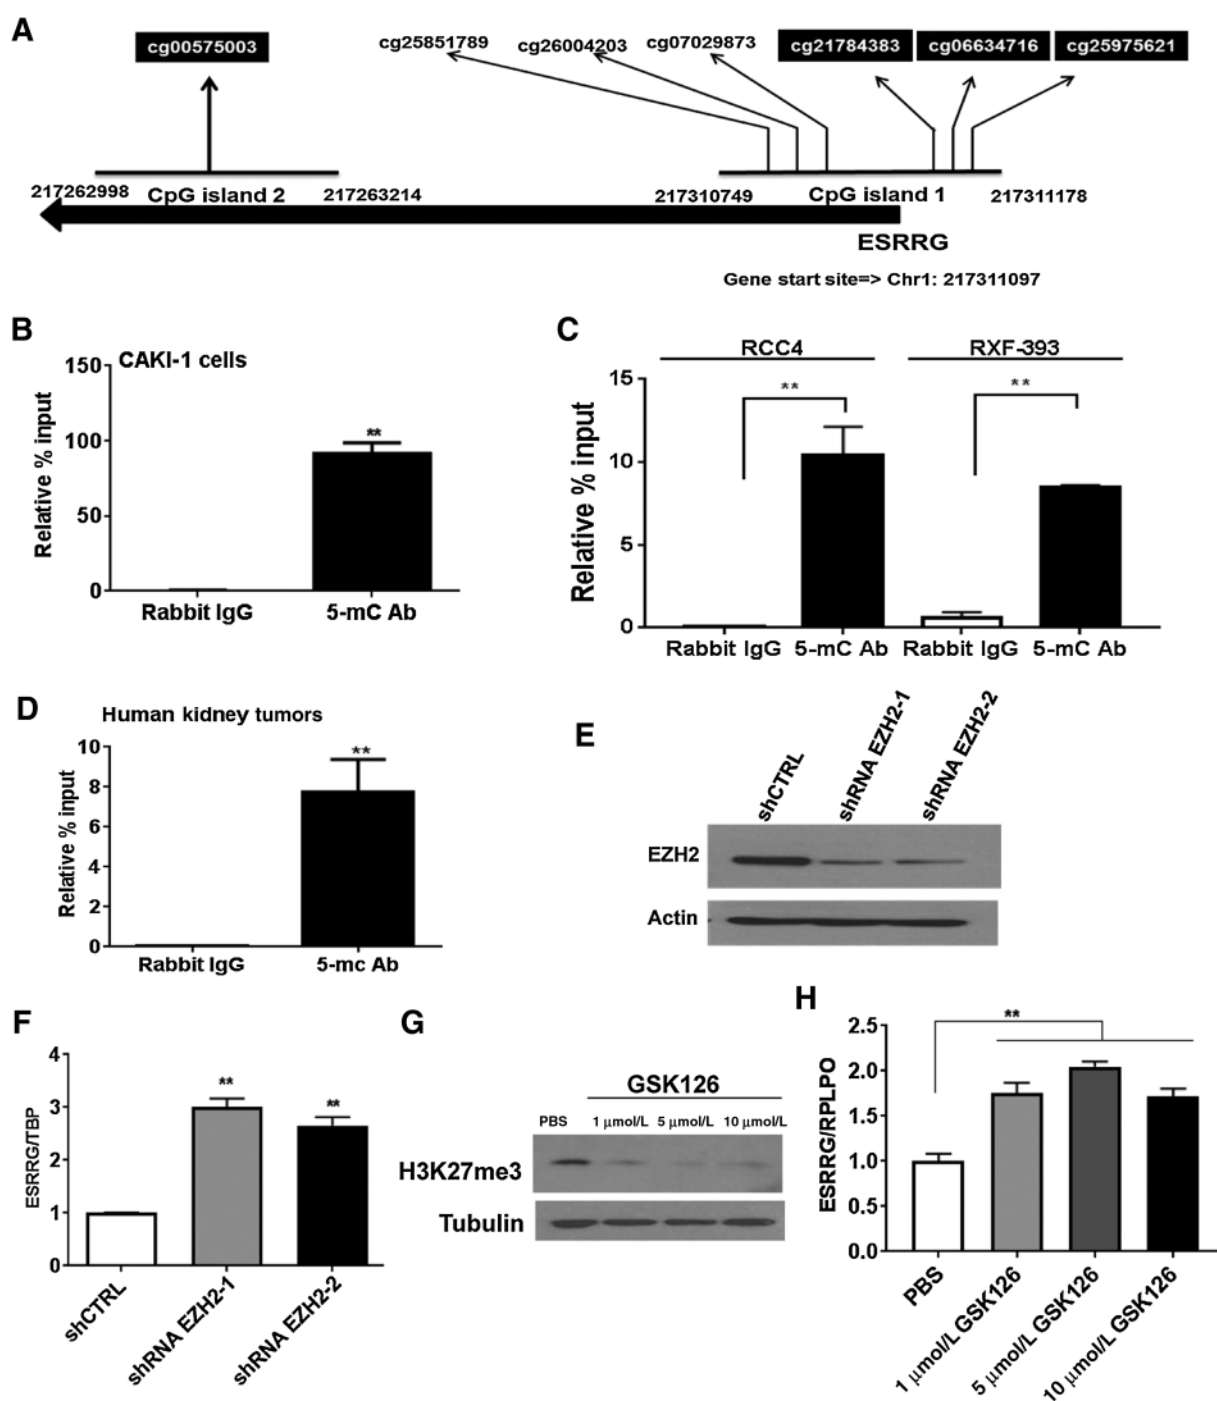 A
cg00575003
cg25851789
cg26004203
cg07029873
cg21784383
cg06634716
cg25975621
217262998
CpG island 2
217263214
217310749
CpG island 1
217311178
ESRRG
Gene start site=> Chr1: 217311097
B
CAKI-1 cells
Relative % input
150
100
50
0
**
Rabbit IgG
5-mC Ab
C
RCC4
RXF-393
Relative % input
15
10
5
0
**
**
Rabbit IgG
5-mC Ab
Rabbit IgG
5-mC Ab
D
Human kidney tumors
Relative % input
10
8
6
4
2
0
**
Rabbit IgG
5-mc Ab
E
shCTRL
shRNA EZH2-1
shRNA EZH2-2
EZH2
Actin
F
ESRRG/TBP
4
3
2
1
0
**
**
shCTRL
shRNA EZH2-1
shRNA EZH2-2
G
GSK126
PBS
1 μmol/L
5 μmol/L
10 μmol/L
H3K27me3
Tubulin
H
ESRRG/RPLPO
2.5
2.0
1.5
1.0
0.5
0.0
**
PBS
1 μmol/L GSK126
5 μmol/L GSK126
10 μmol/L GSK126